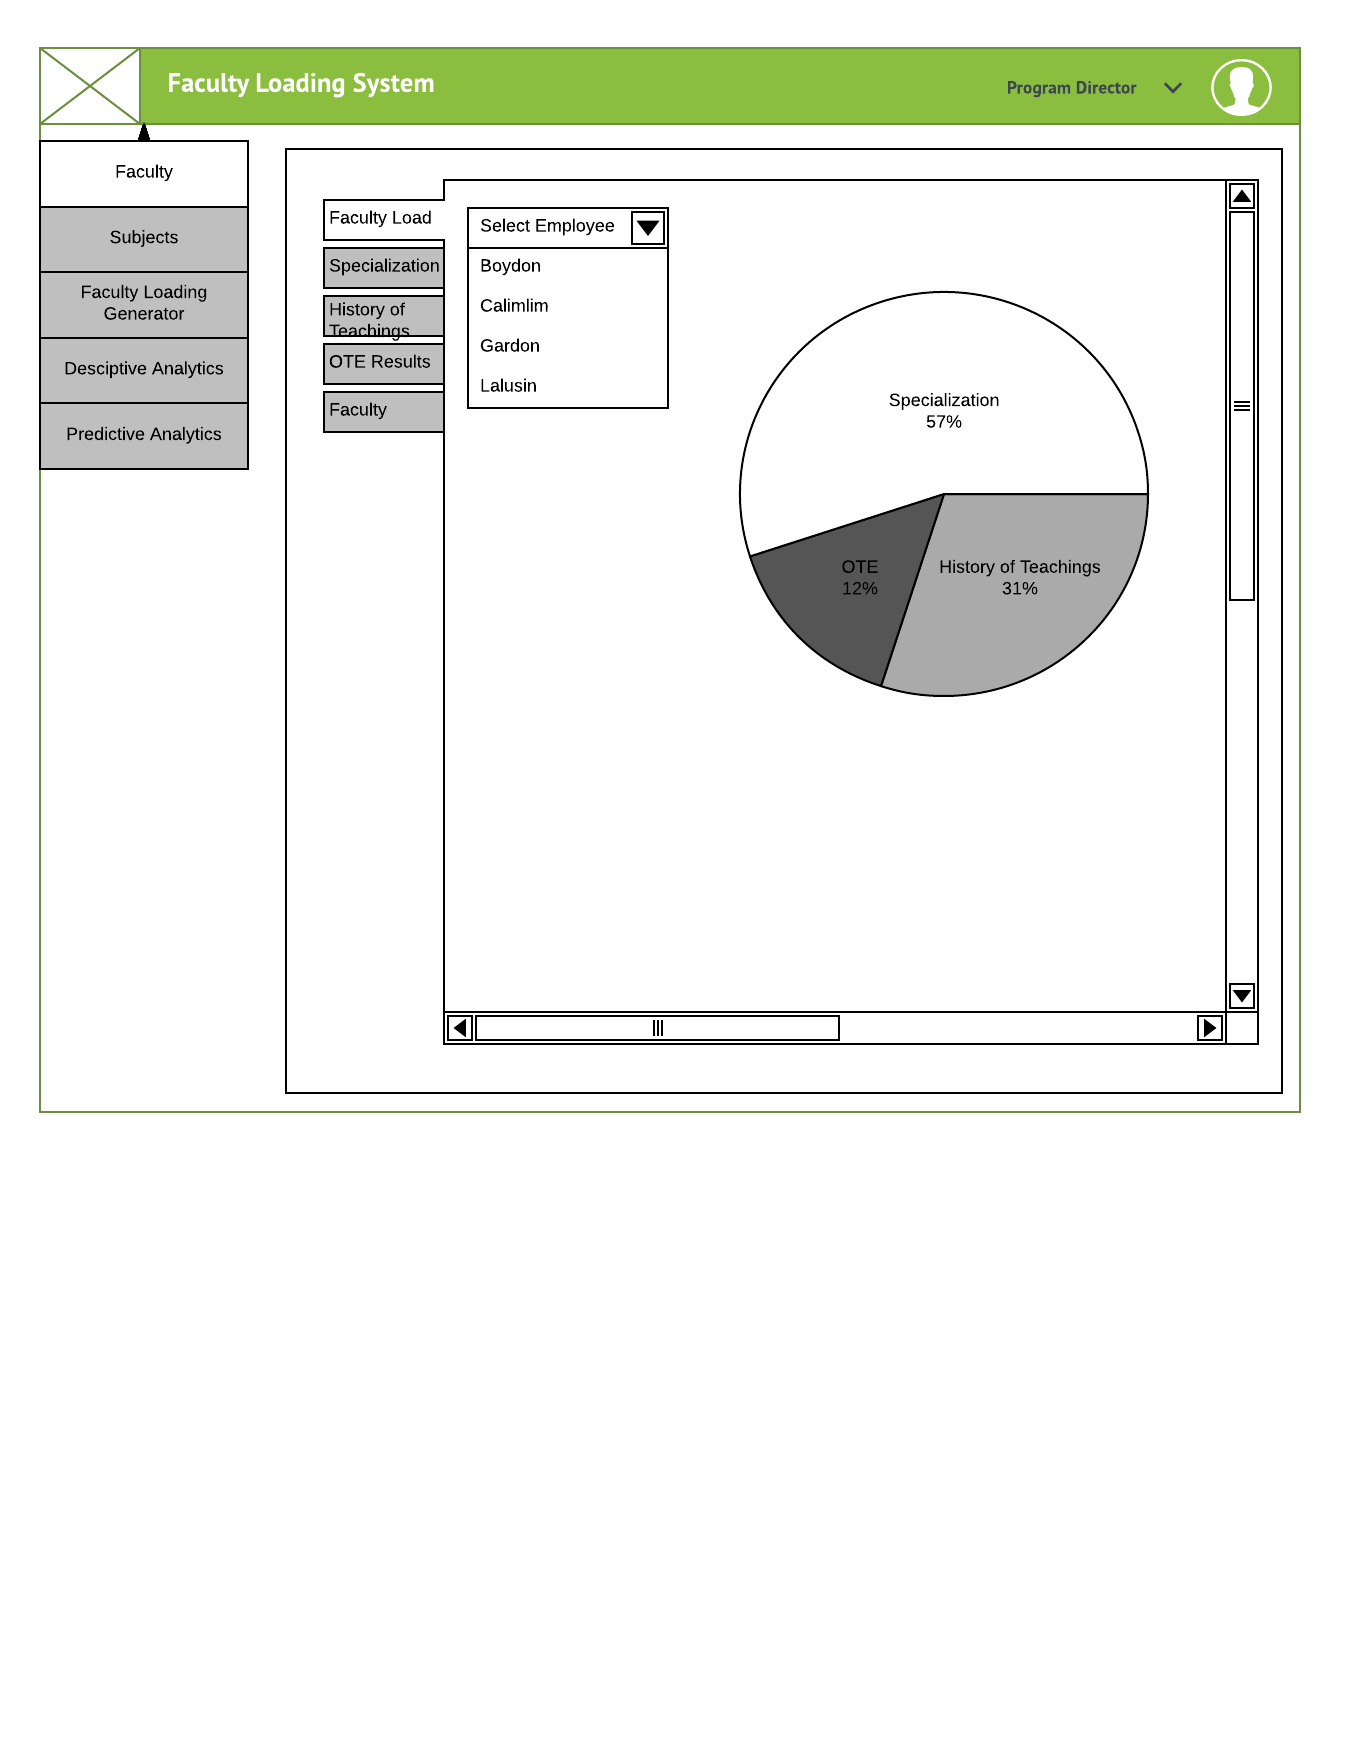 Faculty Loading System
Program Director
Faculty
Subjects
Faculty Loading
Generator
Desciptive Analytics
Predictive Analytics
Faculty Load
Specialization
History of
Teachings
OTE Results
Faculty
Select Employee
Boydon
Calimlim
Gardon
Lalusin
Specialization
57%
OTE
12%
History of Teachings
31%